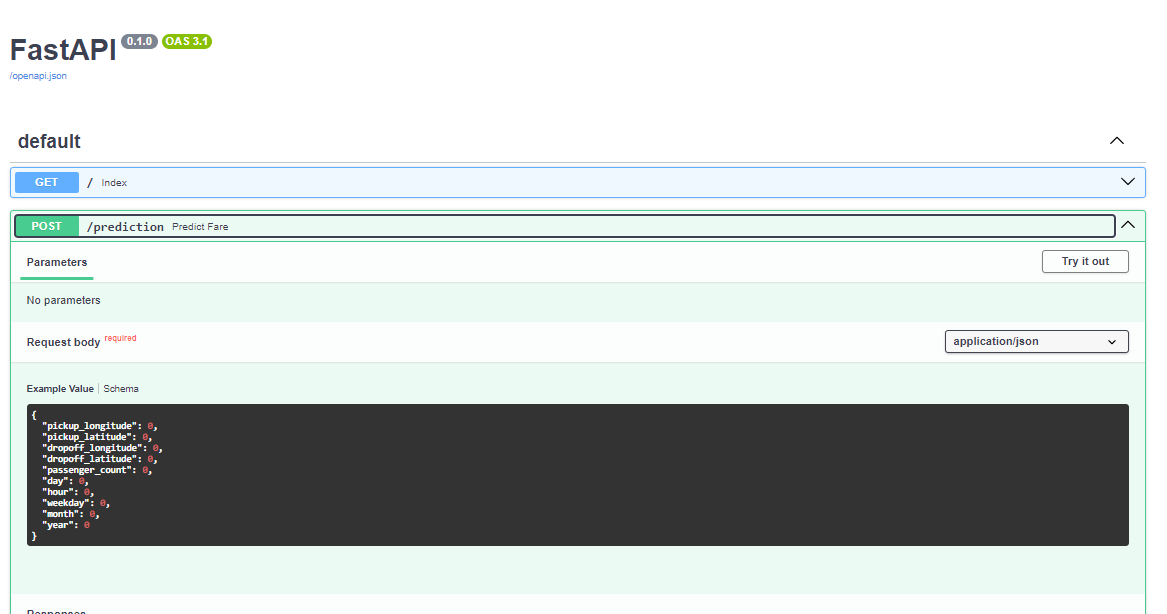 FastAPI 0.1.0 OAS 3.1
/openapi.json
default
GET / Index
POST /prediction Predict Fare
Parameters
Try it out
No parameters
Request body required
application/json
Example Value | Schema
{
"pickup_longitude": 0,
"pickup_latitude": 0,
"dropoff_longitude": 0,
"dropoff_latitude": 0,
"passenger_count": 0,
"day": 0,
"hour": 0,
"weekday": 0,
"month": 0,
"year": 0
}
Responses